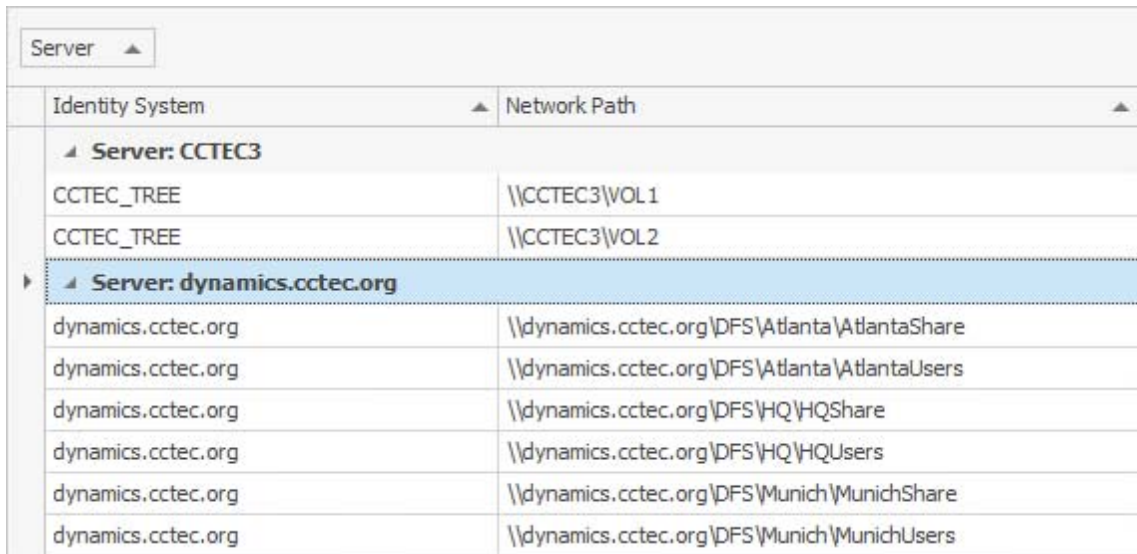 Server
Identity System Network Path
Server: CCTEC3
CCTEC_TREE \\CCTEC3\VOL1
CCTEC_TREE \\CCTEC3\VOL2
Server: dynamics.cctec.org
dynamics.cctec.org \\dynamics.cctec.org\DFS\Atlanta\AtlantaShare
dynamics.cctec.org \\dynamics.cctec.org\DFS\Atlanta\AtlantaUsers
dynamics.cctec.org \\dynamics.cctec.org\DFS\HQ\HQShare
dynamics.cctec.org \\dynamics.cctec.org\DFS\HQ\HQUsers
dynamics.cctec.org \\dynamics.cctec.org\DFS\Munich\MunichShare
dynamics.cctec.org \\dynamics.cctec.org\DFS\Munich\MunichUsers